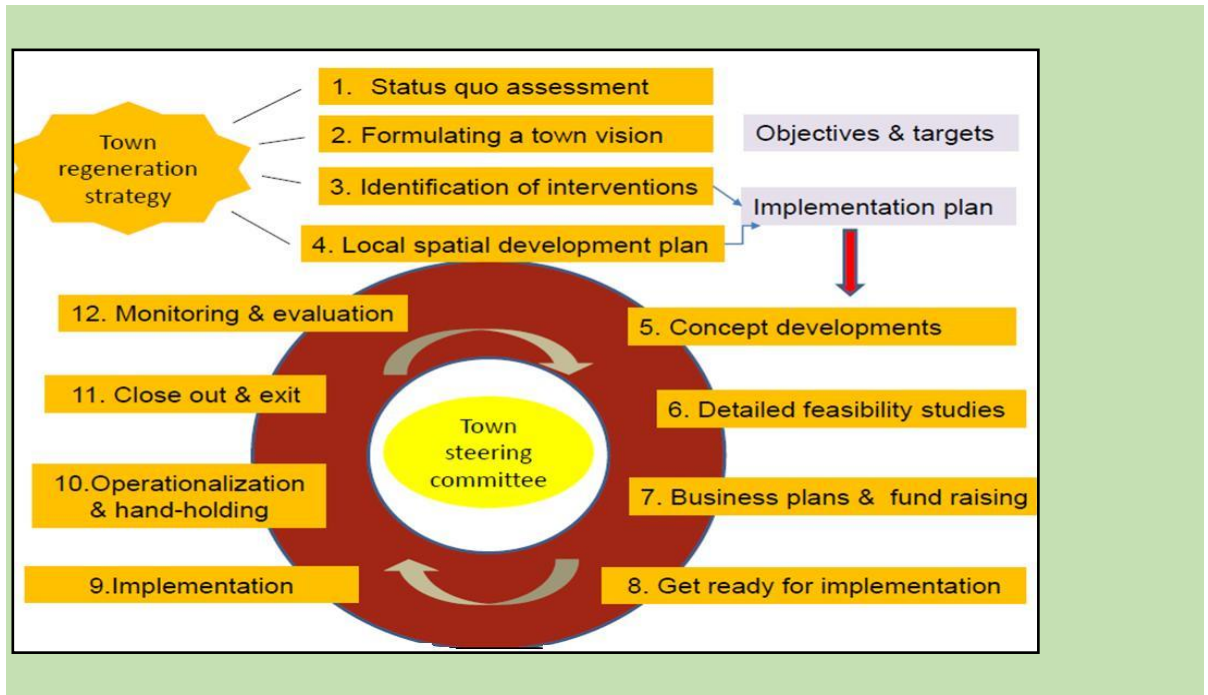 Town
regeneration
strategy
1. Status quo assessment
2. Formulating a town vision
3. Identification of interventions
4. Local spatial development plan
Objectives & targets
Implementation plan
5. Concept developments
6. Detailed feasibility studies
7. Business plans & fund raising
8. Get ready for implementation
9.Implementation
10.Operationalization
& hand-holding
11. Close out & exit
12. Monitoring & evaluation
Town
steering
committee